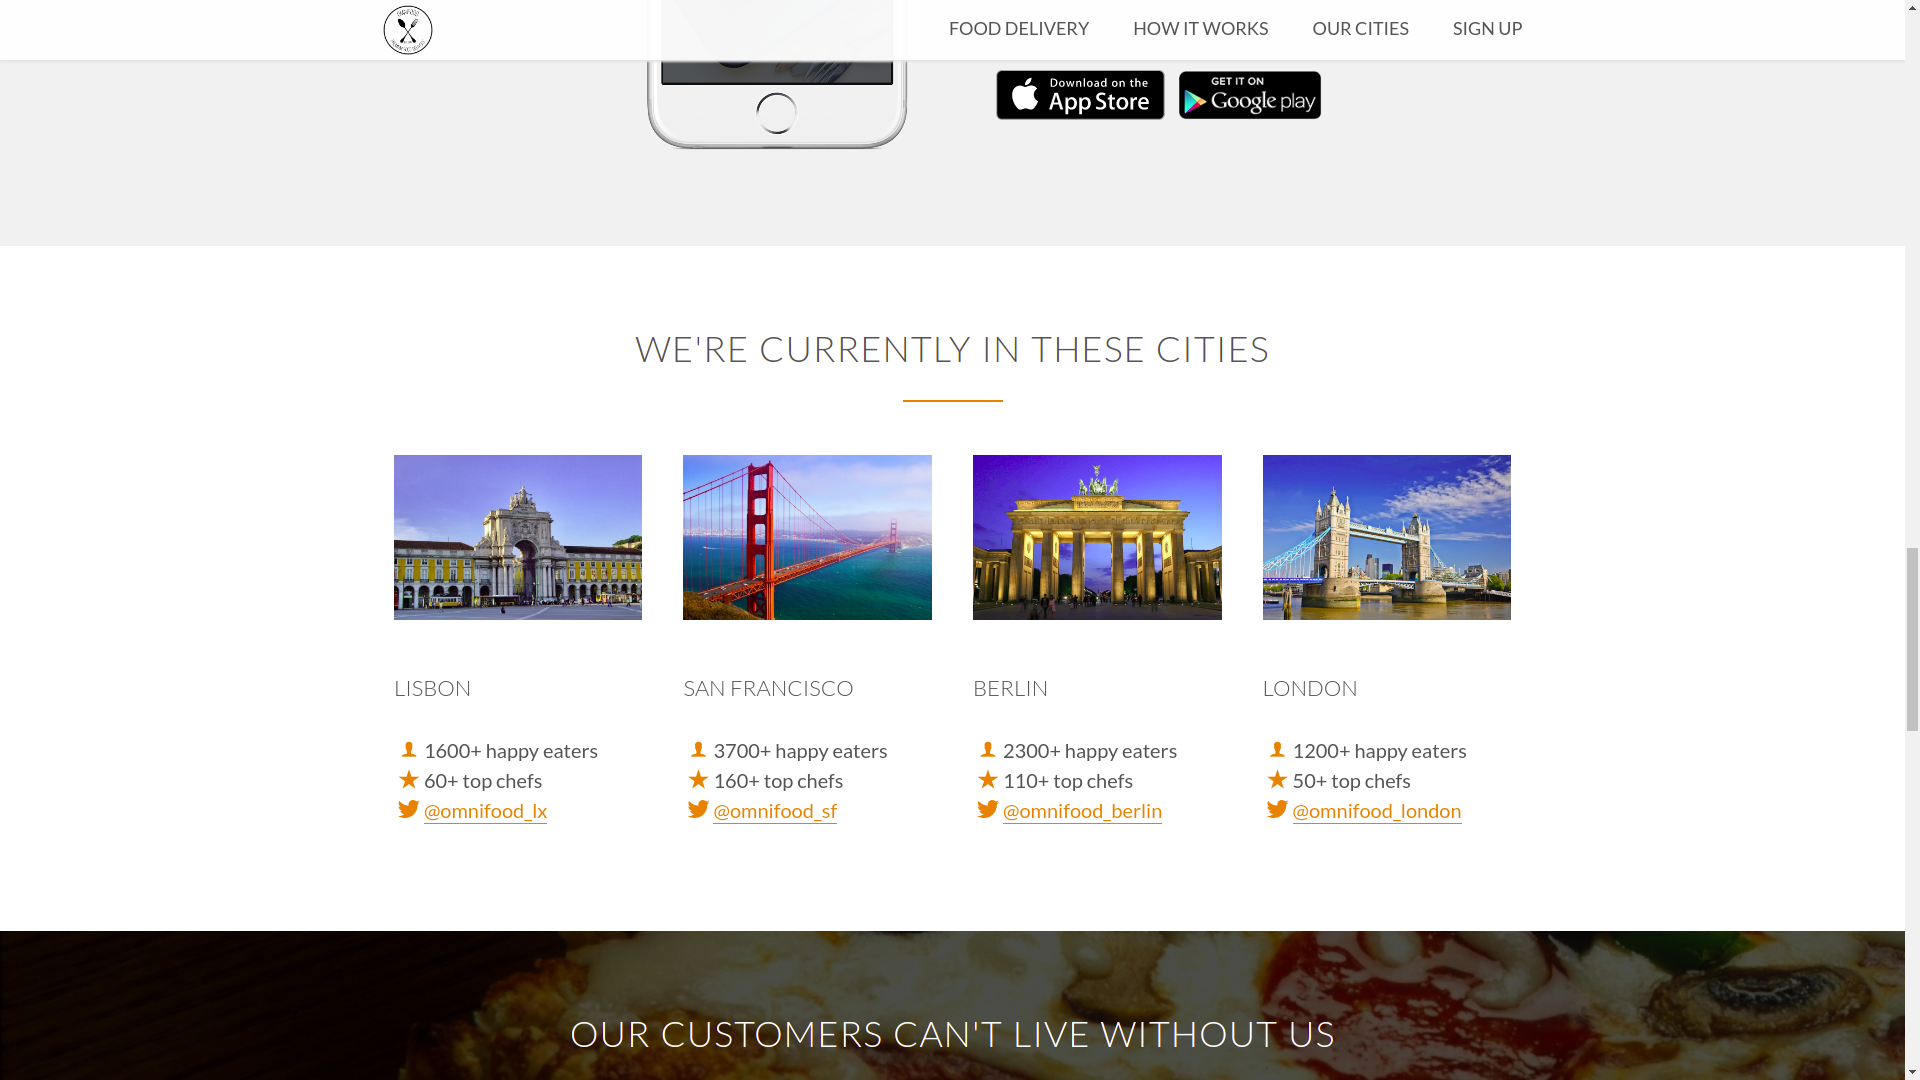 FOOD DELIVERY
HOW IT WORKS
OUR CITIES
SIGN UP
Download on the
App Store
GET IT ON
Google play
WE'RE CURRENTLY IN THESE CITIES
LISBON
1600+ happy eaters
60+ top chefs
@omnifood_lx
SAN FRANCISCO
3700+ happy eaters
160+ top chefs
@omnifood_sf
BERLIN
2300+ happy eaters
110+ top chefs
@omnifood_berlin
LONDON
1200+ happy eaters
50+ top chefs
@omnifood_london
OUR CUSTOMERS CAN'T LIVE WITHOUT US